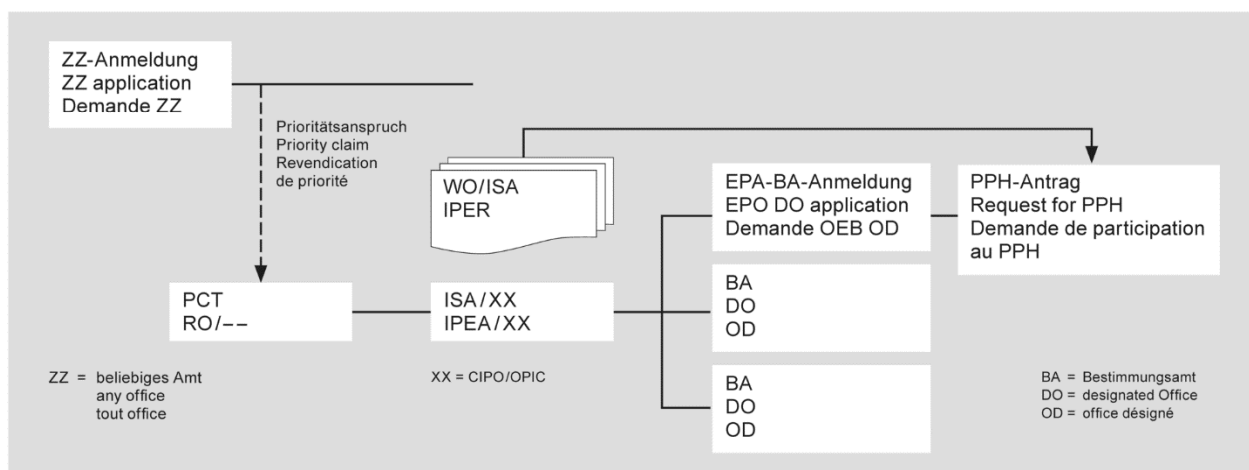 ZZ-Anmeldung
ZZ application
Demande ZZ
Prioritätsanspruch
Priority claim
Revendication
de priorité
WO/ISA
IPER
EPA-BA-Anmeldung
EPO DO application
Demande OEB OD
PPH-Antrag
Request for PPH
Demande de participation
au PPH
PCT
RO/--
ISA/XX
IPEA/XX
BA
DO
OD
BA
DO
OD
ZZ = beliebiges Amt
any office
tout office
XX = CIPO/OPIC
BA = Bestimmungsamt
DO = designated Office
OD = office désigné